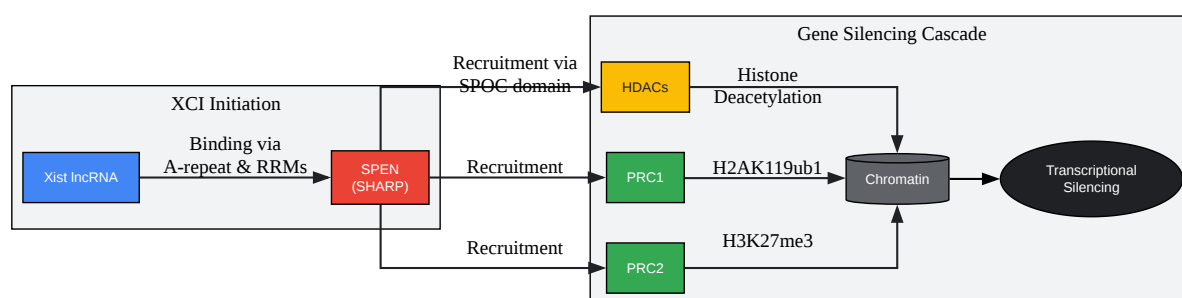 Gene Silencing Cascade
XCI Initiation
Xist lncRNA
Binding via
A-repeat & RRMs
SPEN
(SHARP)
Recruitment via
SPOC domain
HDACs
Histone
Deacetylation
Recruitment
PRC1
H2AK119ub1
Chromatin
Transcriptional
Silencing
Recruitment
PRC2
H3K27me3